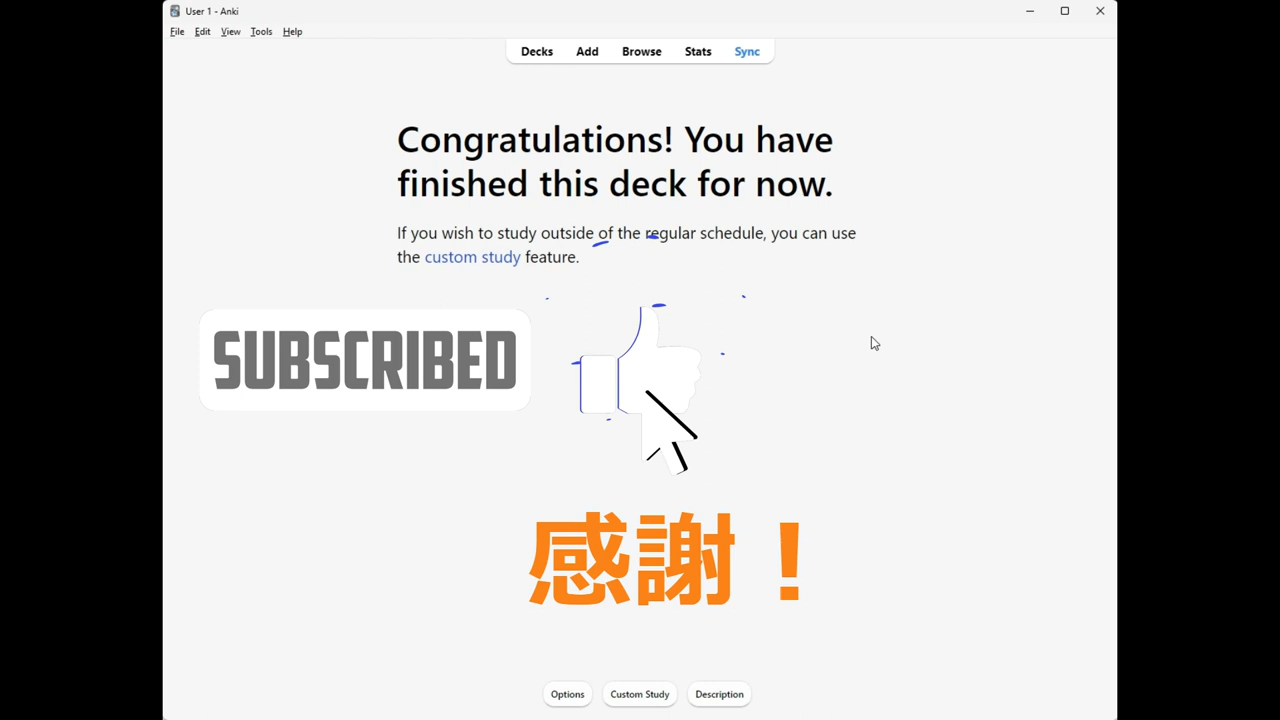 User 1 - Anki
File Edit View Tools Help
Decks Add Browse Stats Sync
Congratulations! You have
finished this deck for now.
If you wish to study outside of the regular schedule, you can use
the custom study feature.
SUBSCRIBED
感謝！
Options Custom Study Description